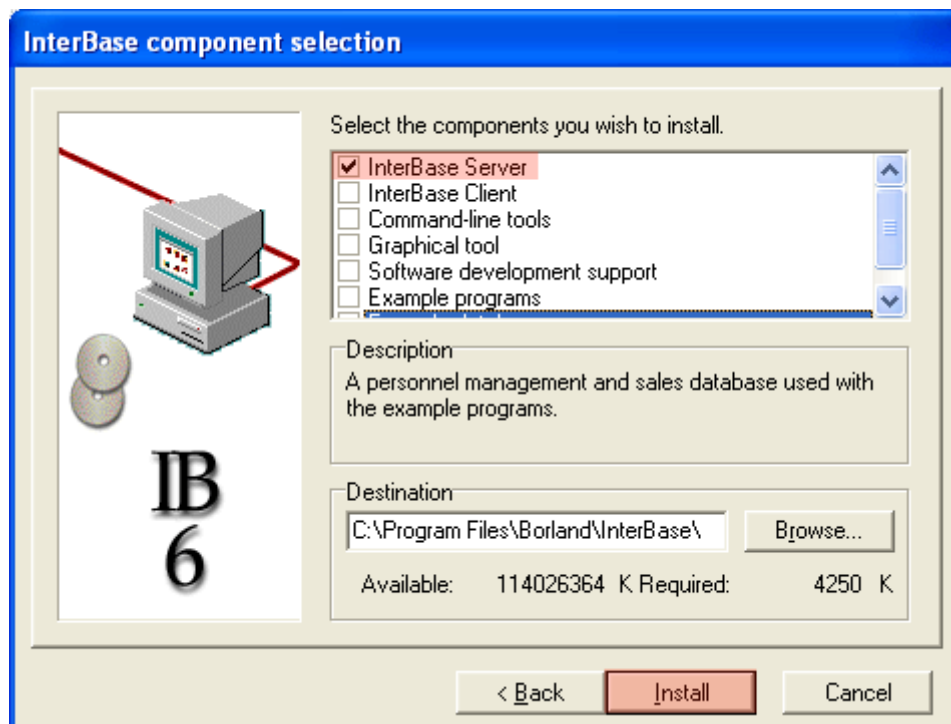 InterBase component selection
Select the components you wish to install.
InterBase Server
InterBase Client
Command-line tools
Graphical tool
Software development support
Example programs
Description
A personnel management and sales database used with
the example programs.
IB
6
Destination
C:\Program Files\Borland\InterBase\ Browse...
Available: 114026364 K Required: 4250 K
< Back Install Cancel